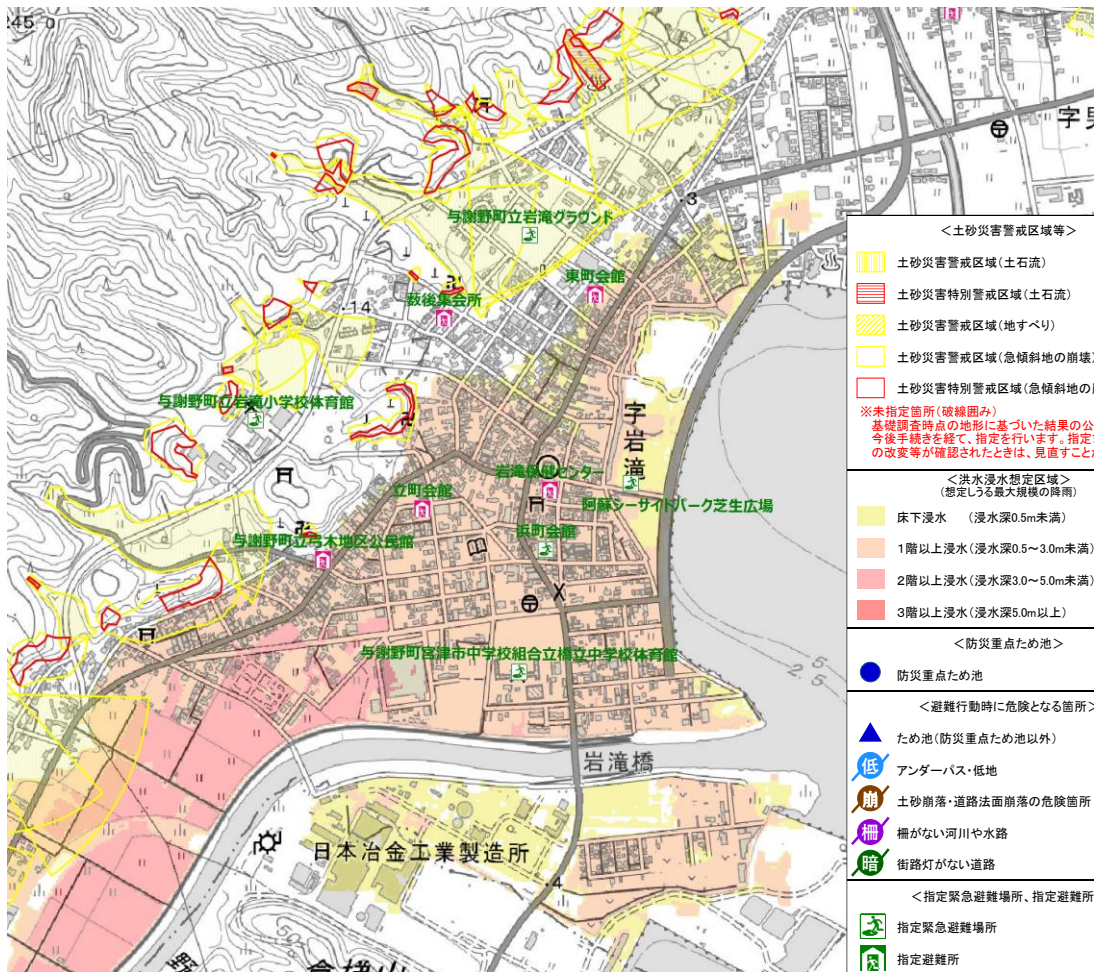 245.0
字男
3
与謝野町立岩滝グラウンド
東町会館
薮後集会所
14
与謝野町立岩滝小学校体育館
字岩滝
岩滝保健センター
立町会館
阿蘇シーサイドパーク芝生広場
浜町会館
与謝野町立弓木地区公民館
与謝野町宮津市中学校組合立橋立中学校体育館
5
2.5
岩滝橋
日本冶金工業製造所
4
野
倉梯山
<土砂災害警戒区域等>
土砂災害警戒区域(土石流)
土砂災害特別警戒区域(土石流)
土砂災害警戒区域(地すべり)
土砂災害警戒区域(急傾斜地の崩壊)
土砂災害特別警戒区域(急傾斜地の崩
※未指定箇所(破線囲み)
基礎調査時点の地形に基づいた結果の公
今後手続きを経て、指定を行います。指定
の改変等が確認されたときは、見直すことが
<洪水浸水想定区域>
(想定しうる最大規模の降雨)
床下浸水 (浸水深0.5m未満)
1階以上浸水(浸水深0.5~3.0m未満)
2階以上浸水(浸水深3.0~5.0m未満)
3階以上浸水(浸水深5.0m以上)
<防災重点ため池>
防災重点ため池
<避難行動時に危険となる箇所>
ため池(防災重点ため池以外)
低 アンダーパス・低地
崩 土砂崩落・道路法面崩落の危険箇所
柵 柵がない河川や水路
暗 街路灯がない道路
<指定緊急避難場所、指定避難所
指定緊急避難場所
指定避難所